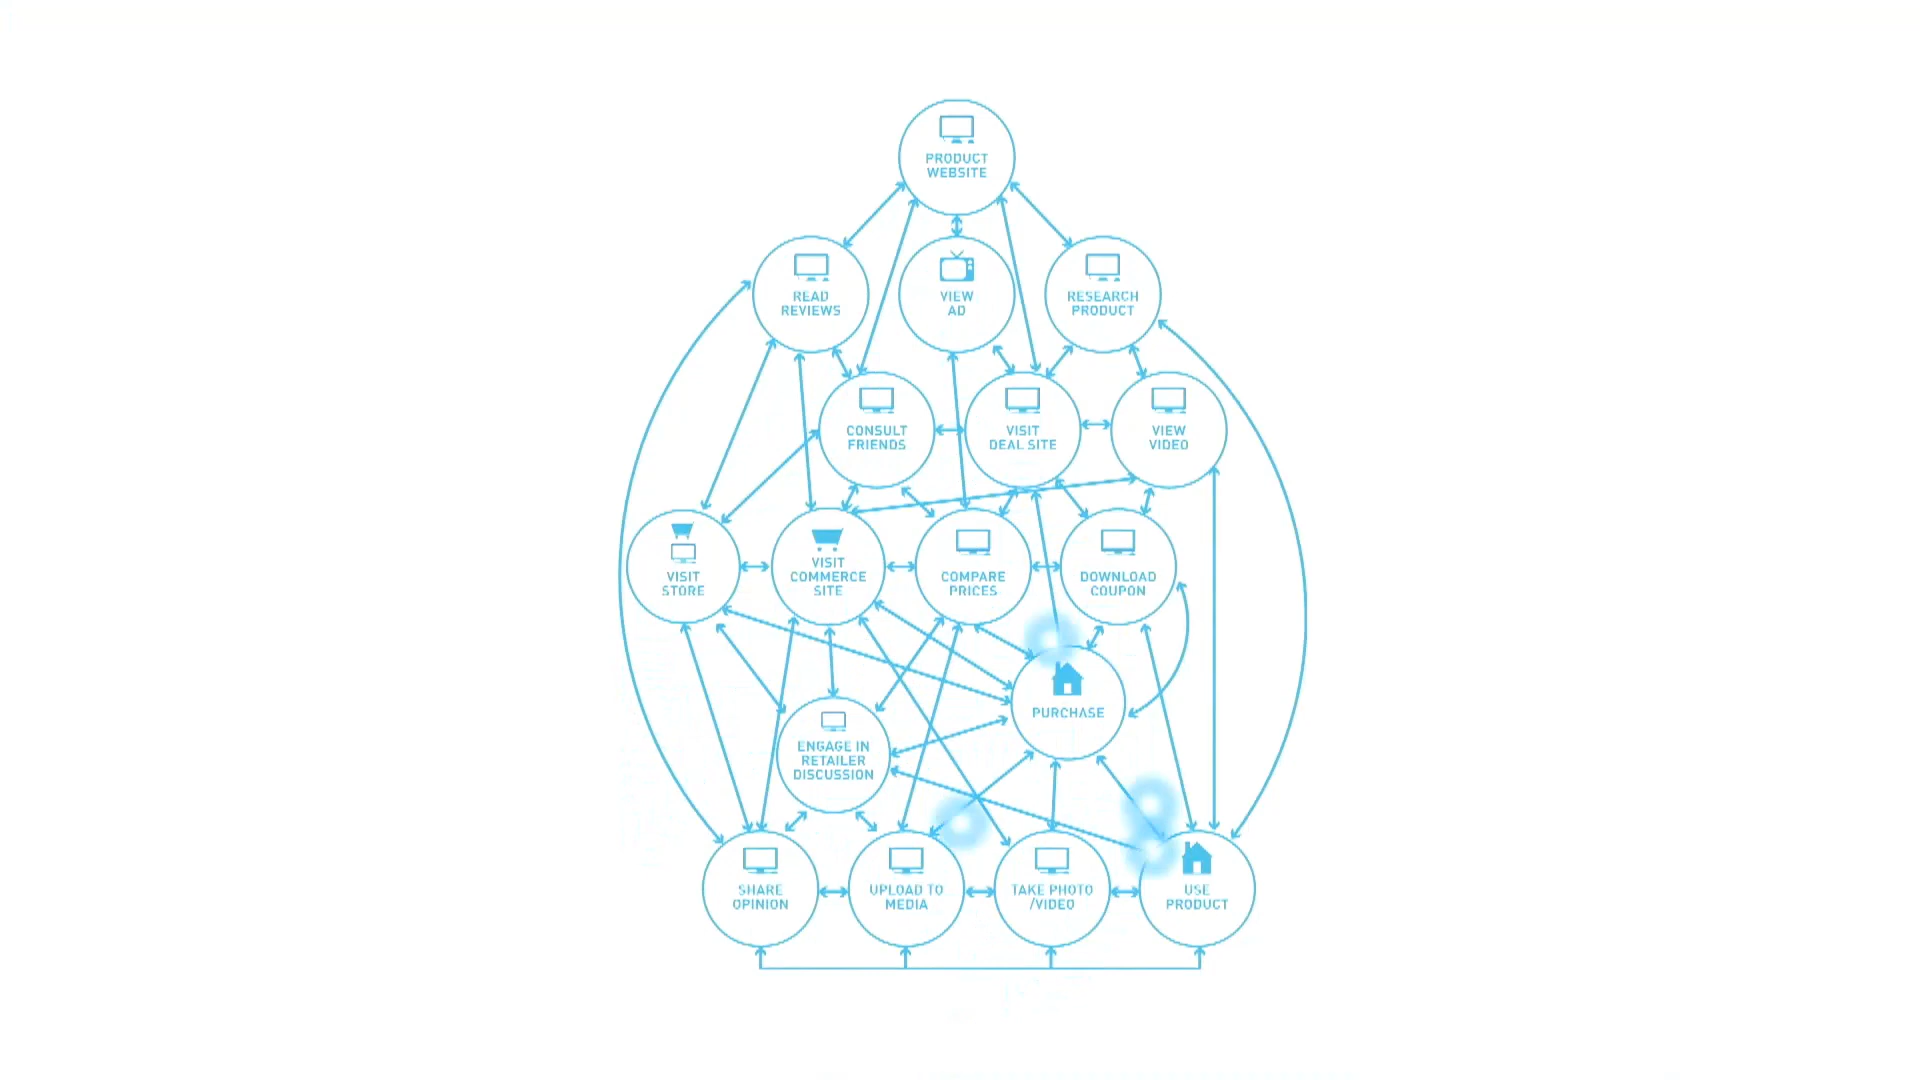 PRODUCT
WEBSITE
READ
REVIEWS
VIEW
AD
RESEARCH
PRODUCT
CONSULT
FRIENDS
VISIT
DEAL SITE
VIEW
VIDEO
VISIT
STORE
VISIT
COMMERCE
SITE
COMPARE
PRICES
DOWNLOAD
COUPON
PURCHASE
ENGAGE IN
RETAILER
DISCUSSION
SHARE
OPINION
UPLOAD TO
MEDIA
TAKE PHOTO
/VIDEO
USE
PRODUCT